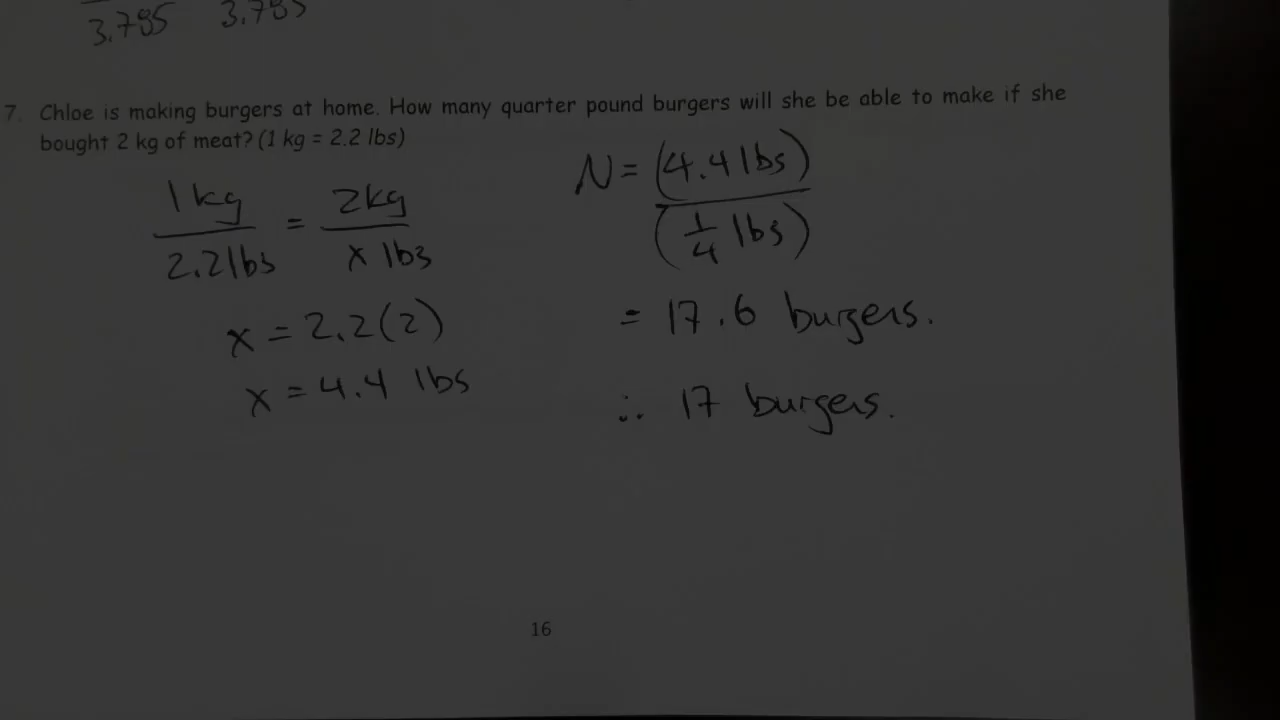 3.785 3.785
7. Chloe is making burgers at home. How many quarter pound burgers will she be able to make if she
bought 2 kg of meat? (1 kg = 2.2 lbs)
1 kg / 2.2 lbs = 2 kg / x lbs
x = 2.2(2)
x = 4.4 lbs
N = (4.4 lbs) / (1/4 lbs)
= 17.6 burgers.
∴ 17 burgers.
16